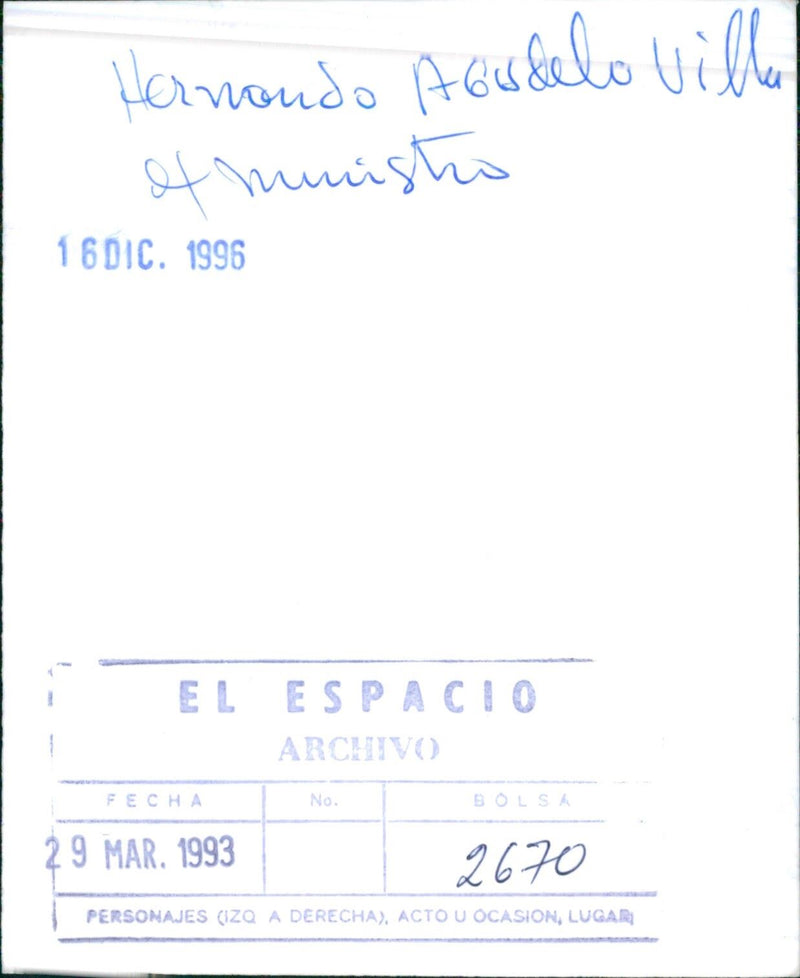 Hernando Agudelo Villa
ex ministro
16 DIC. 1996
EL ESPACIO
ARCHIVO
FECHA No. BOLSA
29 MAR. 1993 2670
PERSONAJES (IZQ A DERECHA), ACTO U OCASION, LUGAR,